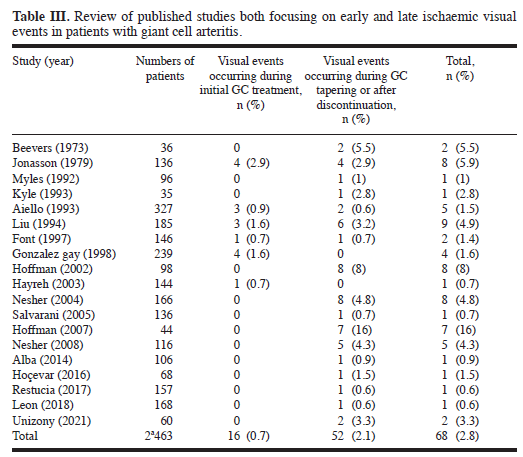 Table III. Review of published studies both focusing on early and late ischaemic visual
events in patients with giant cell arteritis.
Study (year) Numbers of Visual events Visual events Total,
patients occurring during occurring during GC n (%)
initial GC treatment, tapering or after
n (%) discontinuation,
n (%)
Beevers (1973) 36 0 2 (5.5) 2 (5.5)
Jonasson (1979) 136 4 (2.9) 4 (2.9) 8 (5.9)
Myles (1992) 96 0 1 (1) 1 (1)
Kyle (1993) 35 0 1 (2.8) 1 (2.8)
Aiello (1993) 327 3 (0.9) 2 (0.6) 5 (1.5)
Liu (1994) 185 3 (1.6) 6 (3.2) 9 (4.9)
Font (1997) 146 1 (0.7) 1 (0.7) 2 (1.4)
Gonzalez gay (1998) 239 4 (1.6) 0 4 (1.6)
Hoffman (2002) 98 0 8 (8) 8 (8)
Hayreh (2003) 144 1 (0.7) 0 1 (0.7)
Nesher (2004) 166 0 8 (4.8) 8 (4.8)
Salvarani (2005) 136 0 1 (0.7) 1 (0.7)
Hoffman (2007) 44 0 7 (16) 7 (16)
Nesher (2008) 116 0 5 (4.3) 5 (4.3)
Alba (2014) 106 0 1 (0.9) 1 (0.9)
Hoçevar (2016) 68 0 1 (1.5) 1 (1.5)
Restucia (2017) 157 0 1 (0.6) 1 (0.6)
Leon (2018) 168 0 1 (0.6) 1 (0.6)
Unizony (2021) 60 0 2 (3.3) 2 (3.3)
Total 2ª463 16 (0.7) 52 (2.1) 68 (2.8)